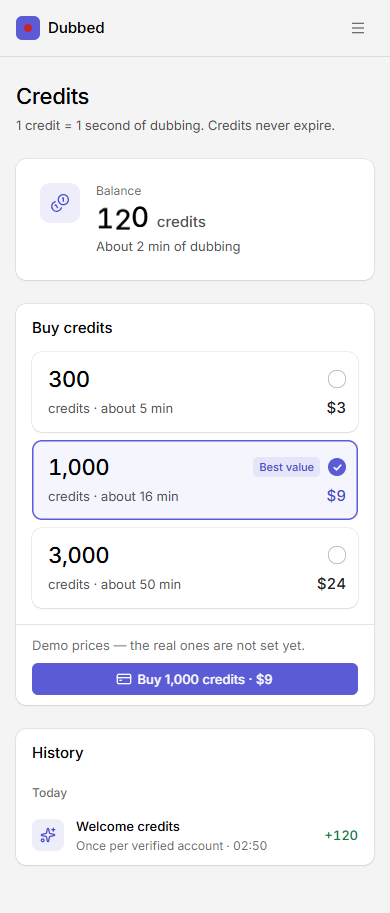 Dubbed
Credits
1 credit = 1 second of dubbing. Credits never expire.
Balance
120 credits
About 2 min of dubbing
Buy credits
300
credits · about 5 min
$3
1,000
Best value
credits · about 16 min
$9
3,000
credits · about 50 min
$24
Demo prices — the real ones are not set yet.
Buy 1,000 credits · $9
History
Today
Welcome credits
Once per verified account · 02:50
+120